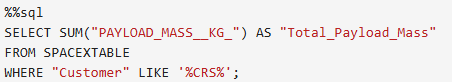 %%sql
SELECT SUM("PAYLOAD_MASS__KG_") AS "Total_Payload_Mass"
FROM SPACEXTABLE
WHERE "Customer" LIKE '%CRS%';